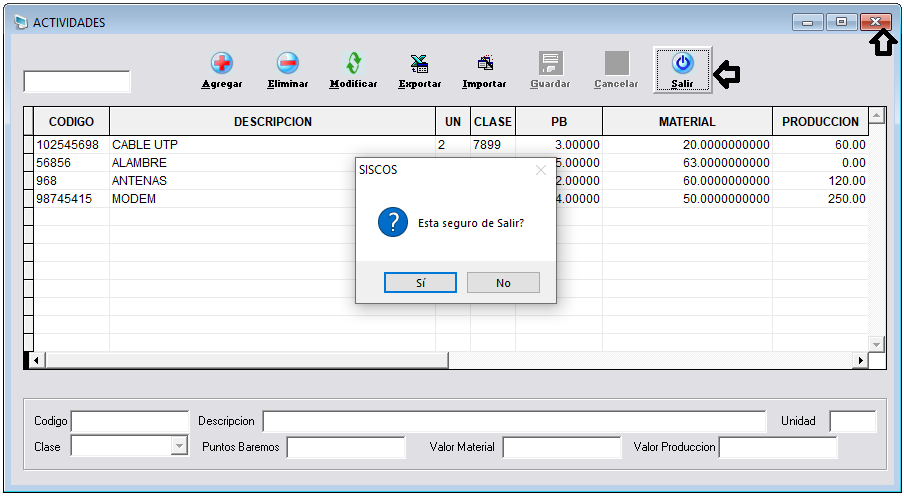 ACTIVIDADES
Agregar Eliminar Modificar Exportar Importar Guardar Cancelar Salir
CODIGO DESCRIPCION UN CLASE PB MATERIAL PRODUCCION
102545698 CABLE UTP 2 7899 3.00000 20.0000000000 60.00
56856 ALAMBRE 5.00000 63.0000000000 0.00
968 ANTENAS 2.00000 60.0000000000 120.00
98745415 MODEM 4.00000 50.0000000000 250.00
SISCOS
Esta seguro de Salir?
Sí No
Codigo Descripcion Unidad
Clase Puntos Baremos Valor Material Valor Produccion